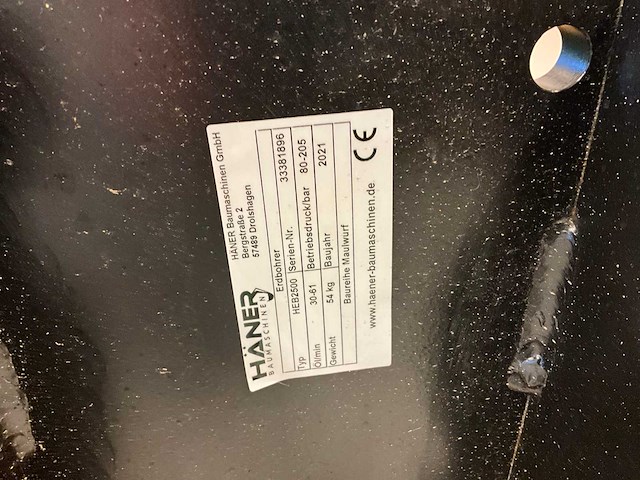 HÄNER
BAUMASCHINEN
HÄNER Baumaschinen GmbH
Bergstraße 2
57489 Drolshagen
Erdbohrer
Typ HEB2500 Serien-Nr. 33381896
Öl/min 30-61 Betriebsdruck/bar 80-205
Gewicht 54 kg Baujahr 2021
Baureihe Maulwurf
www.haener-baumaschinen.de
CE